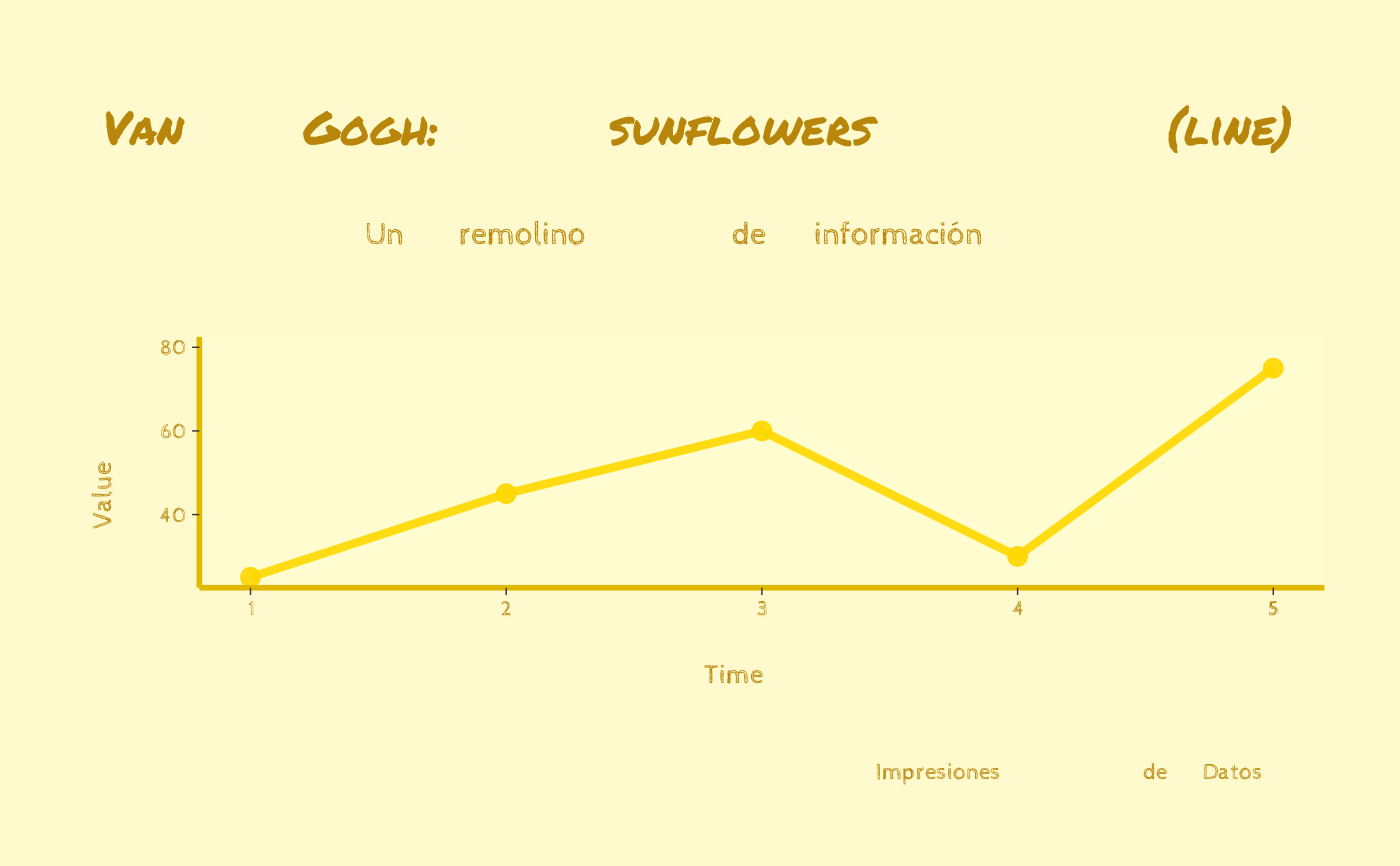 Van Gogh: sunflowers (line)
Un remolino de información
80
60
40
Value
1 2 3 4 5
Time
Impresiones de Datos